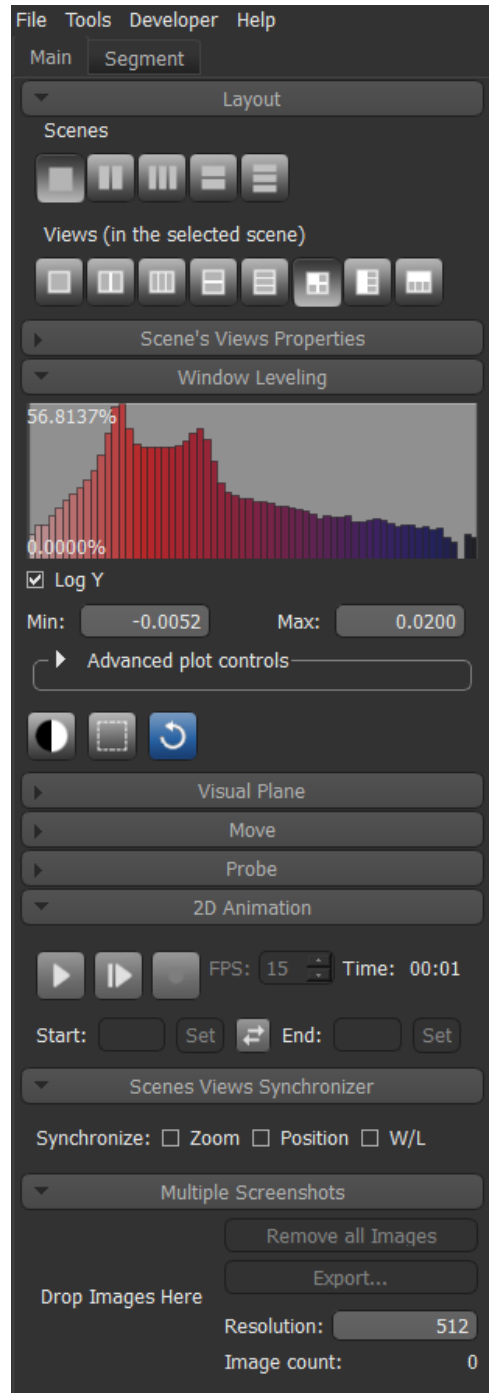 File Tools Developer Help
Main Segment
Layout
Scenes
Views (in the selected scene)
Scene's Views Properties
Window Leveling
56.8137%
0.0000%
Log Y
Min: -0.0052 Max: 0.0200
Advanced plot controls
Visual Plane
Move
Probe
2D Animation
FPS: 15 Time: 00:01
Start: Set End: Set
Scenes Views Synchronizer
Synchronize: Zoom Position W/L
Multiple Screenshots
Remove all Images
Export...
Drop Images Here
Resolution: 512
Image count: 0